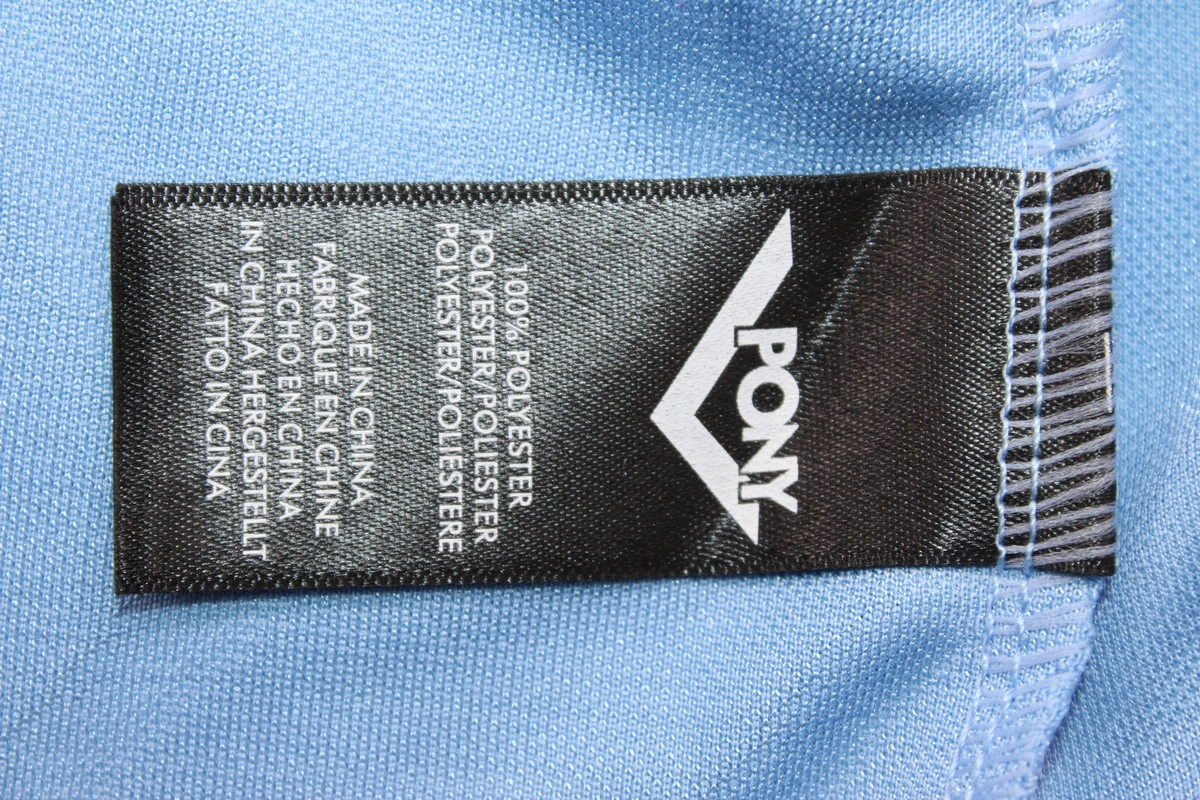 PONY
100% POLYESTER
POLYESTER/POLIESTER
POLYESTER/POLIESTERE
MADE IN CHINA
FABRIQUE EN CHINE
HECHO EN CHINA
IN CHINA HERGESTELLT
FATO IN CINA